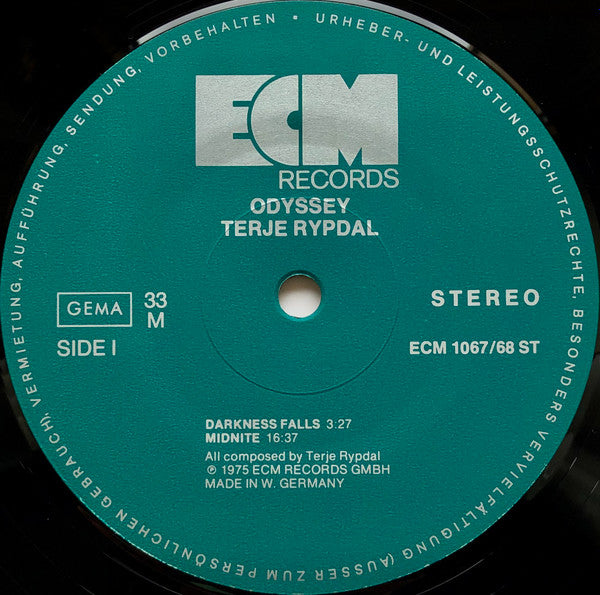 URHEBER- UND LEISTUNGSSCHUTZRECHTE, BESONDERS VERVIELFÄLTIGUNG (AUSSER ZUM PERSÖNLICHEN GEBRAUCH), VERMIETUNG, AUFFÜHRUNG, SENDUNG, VORBEHALTEN •
ECM
RECORDS
ODYSSEY
TERJE RYPDAL
GEMA
33
M
STEREO
SIDE I
ECM 1067/68 ST
DARKNESS FALLS 3:27
MIDNITE 16:37
All composed by Terje Rypdal
℗ 1975 ECM RECORDS GMBH
MADE IN W. GERMANY